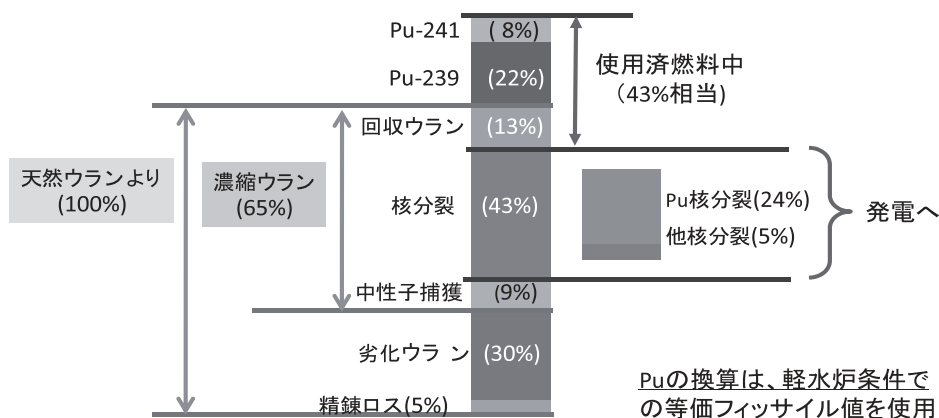 Pu-241
( 8%)
Pu-239
(22%)
使用済燃料中
(43%相当)
回収ウラン
(13%)
天然ウランより
(100%)
濃縮ウラン
(65%)
核分裂
(43%)
Pu核分裂(24%)
他核分裂(5%)
発電へ
中性子捕獲
(9%)
劣化ウラン
(30%)
精錬ロス(5%)
Puの換算は、軽水炉条件で
の等価フィッサイル値を使用